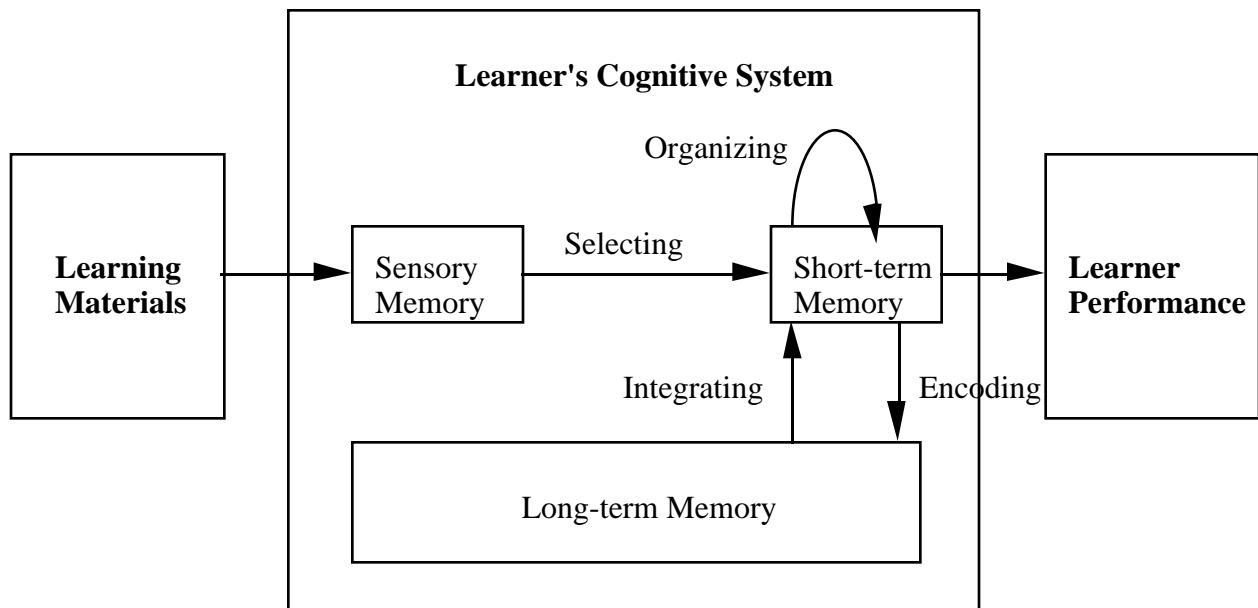 Learner's Cognitive System
Organizing
Learning
Materials
Sensory
Memory
Selecting
Short-term
Memory
Learner
Performance
Integrating
Encoding
Long-term Memory